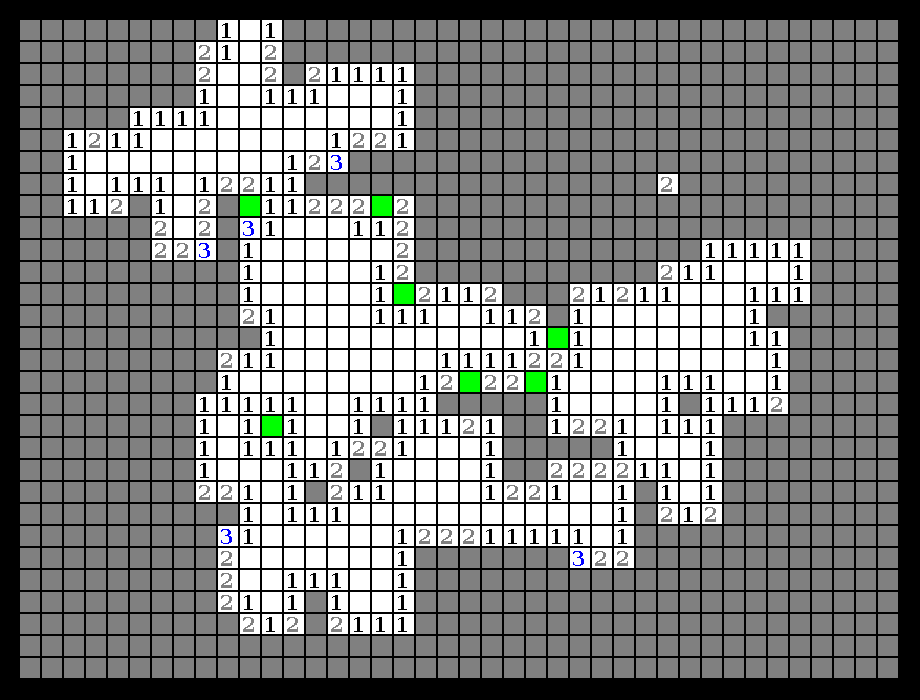 1 1
2 1 2
2 2 2 1 1 1 1
1 1 1 1 1
1 1 1 1 1
1 2 1 1 1 2 2 1
1 1 2 3
1 1 1 1 1 2 2 1 1 2
1 1 2 1 2 1 1 2 2 2 2
2 2 3 1 1 1 2
2 2 3 1 2 1 1 1 1 1
1 1 2 2 1 1 1
1 1 2 1 1 2 2 1 2 1 1 1 1 1
2 1 1 1 1 1 1 2 1 1
1 1 1 1 1
2 1 1 1 1 1 1 2 2 1 1
1 1 2 2 2 1 1 1 1 1
1 1 1 1 1 1 1 1 1 1 1 1 1 1 2
1 1 1 1 1 1 1 2 1 1 2 2 1 1 1 1
1 1 1 1 1 2 2 1 1 1 1
1 1 1 2 1 1 2 2 2 2 1 1 1
2 2 1 1 2 1 1 1 2 2 1 1 1 1
1 1 1 1 1 2 1 2
3 1 1 2 2 2 1 1 1 1 1 1
2 1 3 2 2
2 1 1 1 1
2 1 1 1 1
2 1 2 2 1 1 1